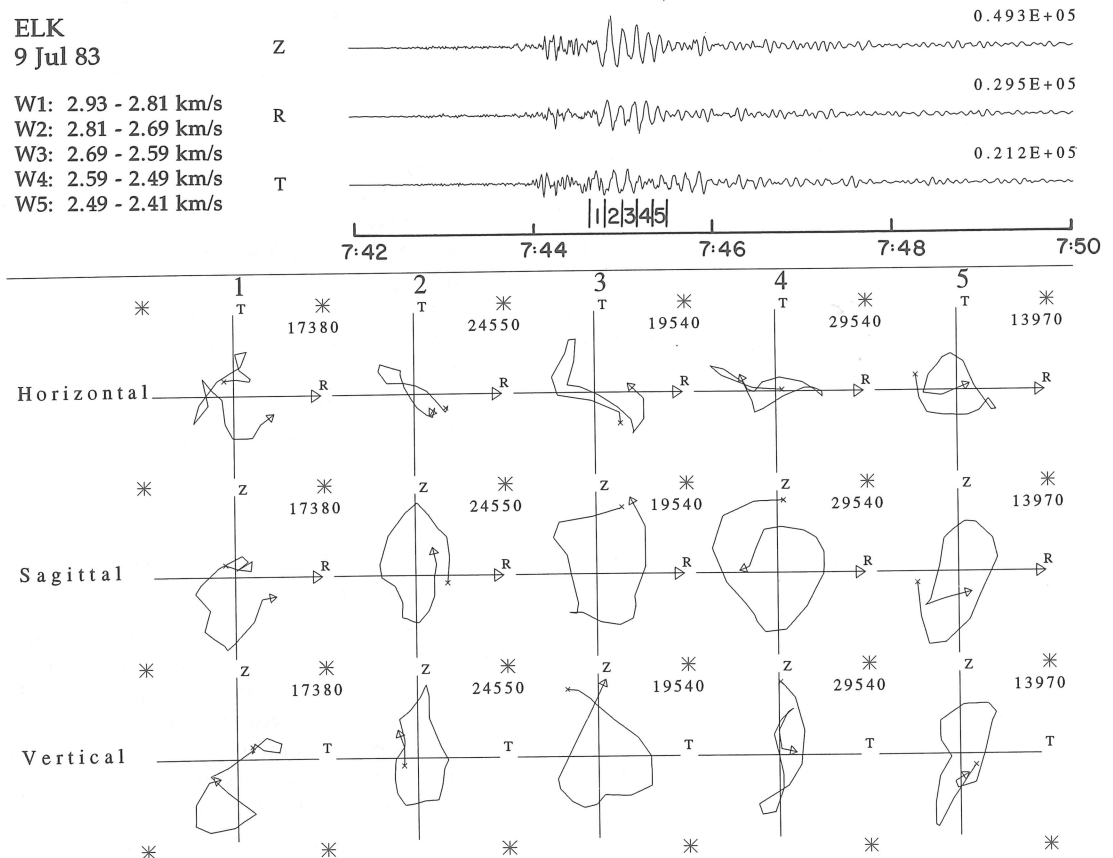 ELK
9 Jul 83
W1: 2.93 - 2.81 km/s
W2: 2.81 - 2.69 km/s
W3: 2.69 - 2.59 km/s
W4: 2.59 - 2.49 km/s
W5: 2.49 - 2.41 km/s
Z 0.493E+05
R 0.295E+05
T 0.212E+05
|1|2|3|4|5|
7:42 7:44 7:46 7:48 7:50
1 2 3 4 5
T T T T T
17380 24550 19540 29540 13970
Horizontal R R R R R
Z Z Z Z Z
17380 24550 19540 29540 13970
Sagittal R R R R R
Z Z Z Z Z
17380 24550 19540 29540 13970
Vertical T T T T T